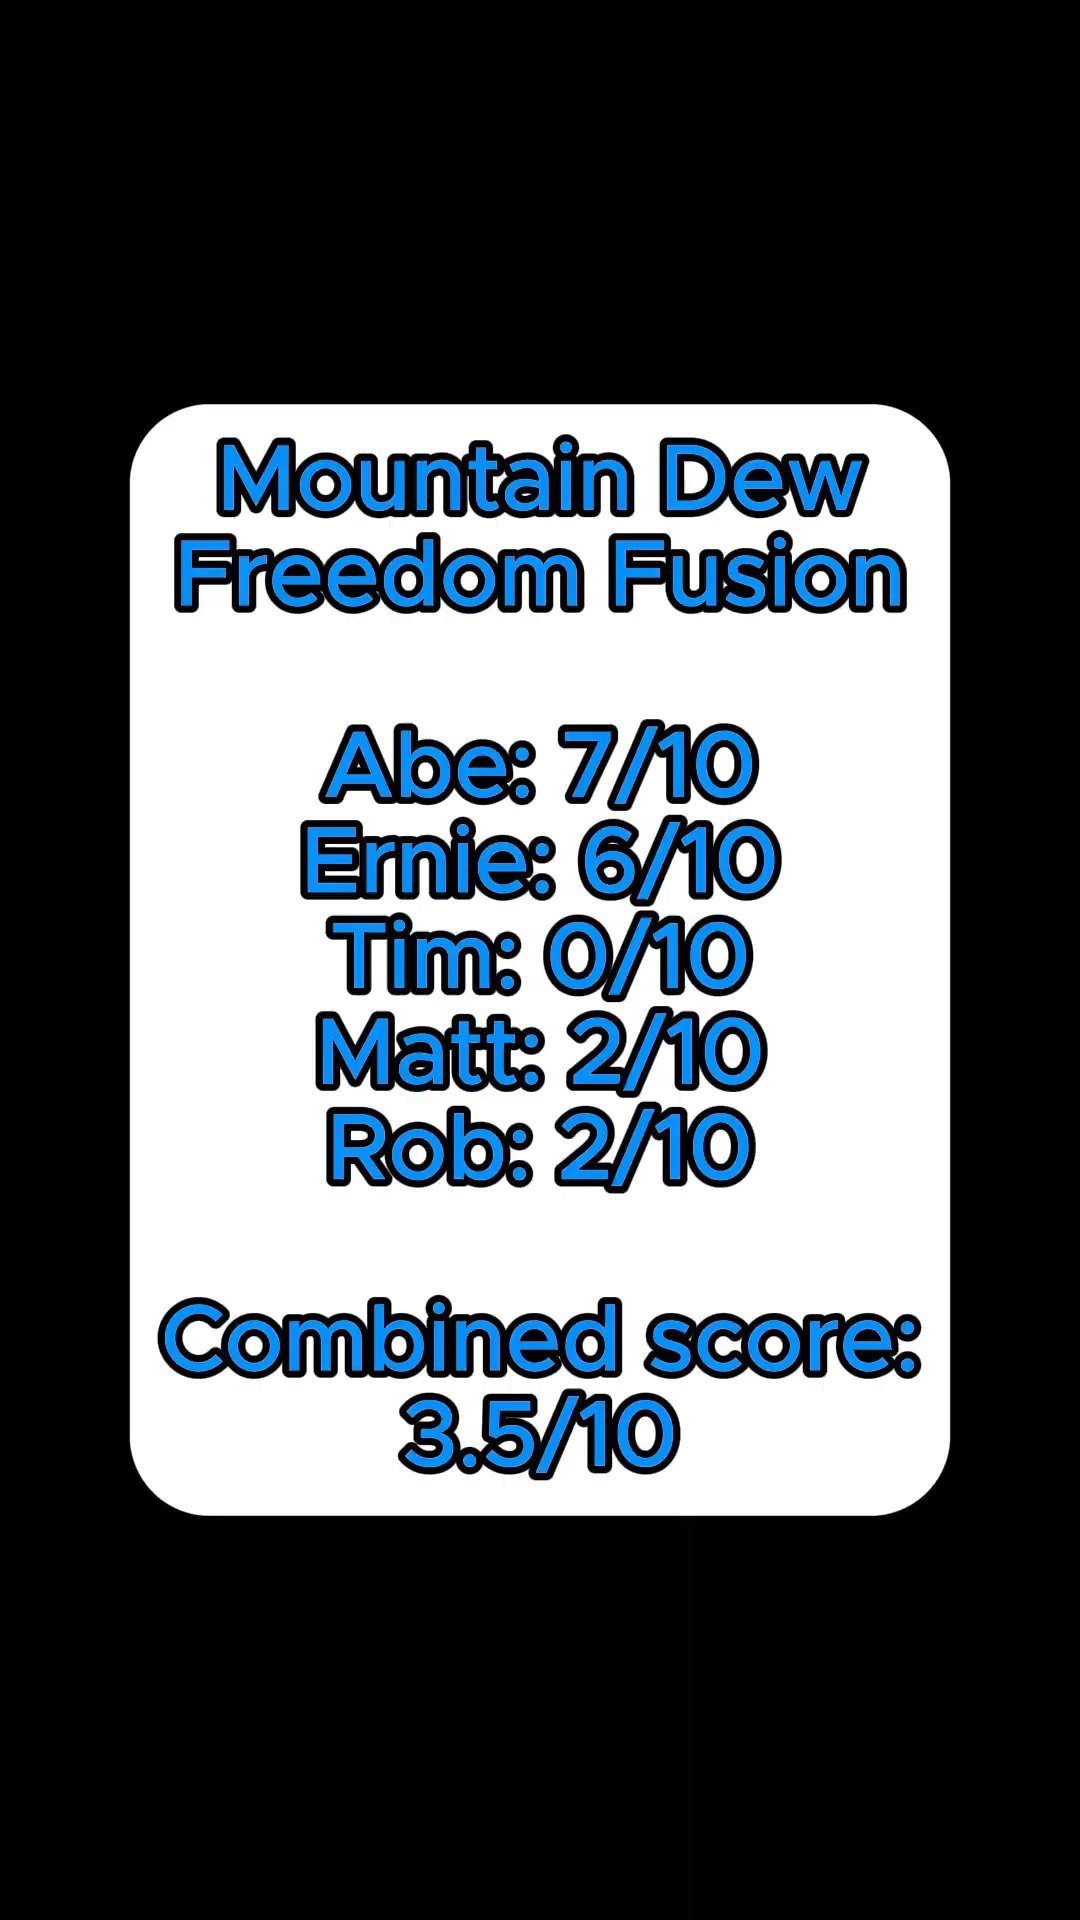 Mountain Dew
Freedom Fusion
Abe: 7/10
Ernie: 6/10
Tim: 0/10
Matt: 2/10
Rob: 2/10
Combined score:
3.5/10